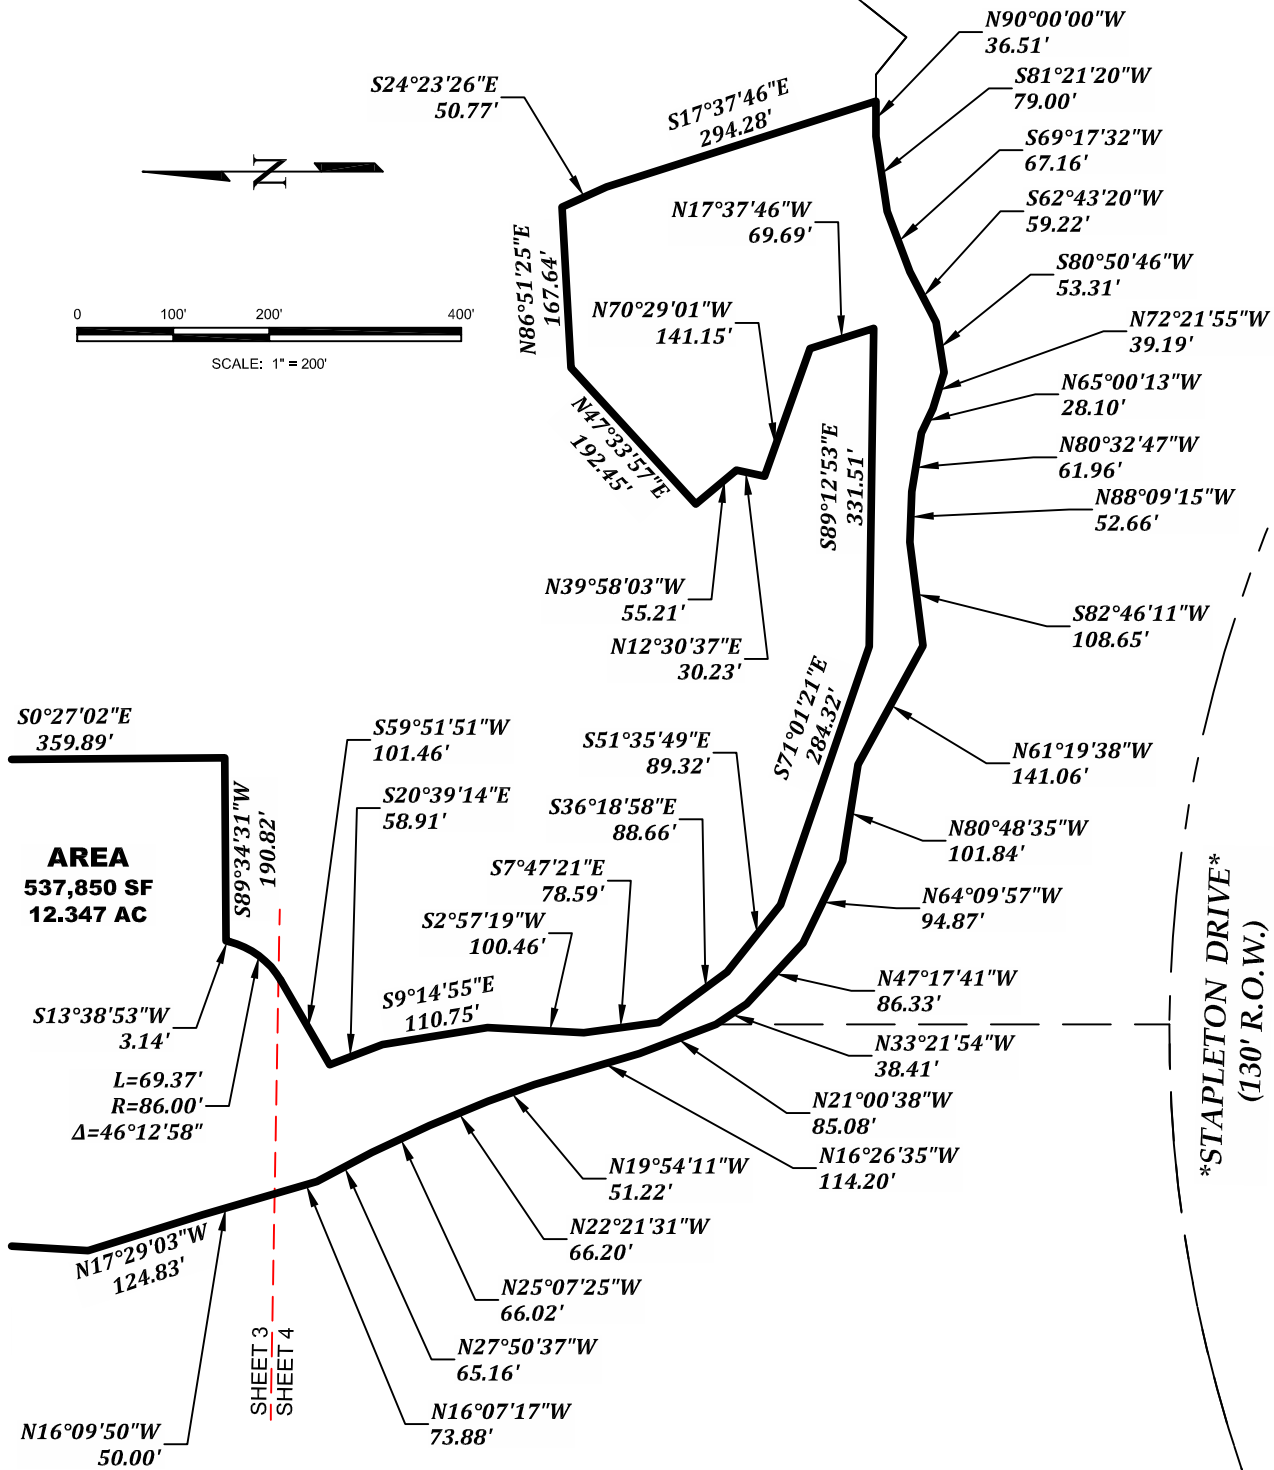 N90°00'00"W
36.51'
S81°21'20"W
79.00'
S24°23'26"E
50.77'
S17°37'46"E
294.28'
S69°17'32"W
67.16'
N
S62°43'20"W
59.22'
N17°37'46"W
69.69'
N86°51'25"E
167.64'
S80°50'46"W
53.31'
0 100' 200' 400'
SCALE: 1" = 200'
N70°29'01"W
141.15'
N72°21'55"W
39.19'
N65°00'13"W
28.10'
N47°33'57"E
192.45'
S89°12'53"E
331.51'
N80°32'47"W
61.96'
N88°09'15"W
52.66'
N39°58'03"W
55.21'
N12°30'37"E
30.23'
S82°46'11"W
108.65'
S71°01'21"E
284.32'
S0°27'02"E
359.89'
S59°51'51"W
101.46'
S51°35'49"E
89.32'
N61°19'38"W
141.06'
S89°34'31"W
190.82'
S20°39'14"E
58.91'
S36°18'58"E
88.66'
N80°48'35"W
101.84'
AREA
537,850 SF
12.347 AC
S7°47'21"E
78.59'
N64°09'57"W
94.87'
S2°57'19"W
100.46'
S9°14'55"E
110.75'
N47°17'41"W
86.33'
*STAPLETON DRIVE*
(130' R.O.W.)
S13°38'53"W
3.14'
N33°21'54"W
38.41'
L=69.37'
R=86.00'
Δ=46°12'58"
N21°00'38"W
85.08'
N16°26'35"W
114.20'
N19°54'11"W
51.22'
N22°21'31"W
66.20'
N17°29'03"W
124.83'
N25°07'25"W
66.02'
N27°50'37"W
65.16'
SHEET 3
SHEET 4
N16°07'17"W
73.88'
N16°09'50"W
50.00'